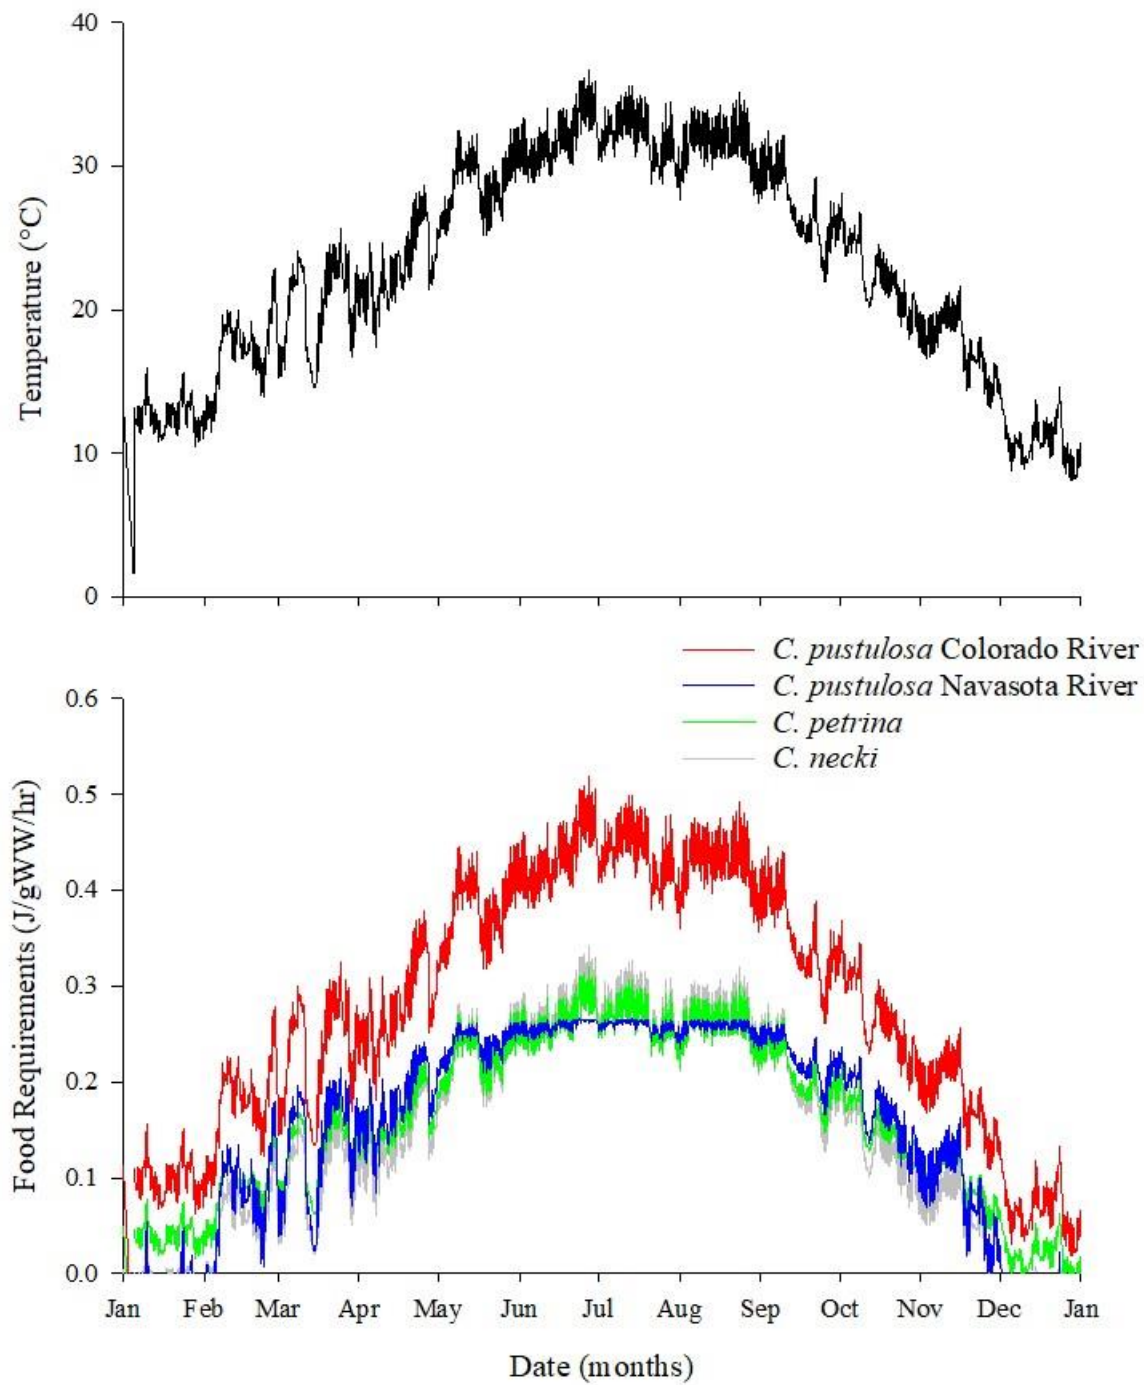 40
30
20
10
0
Temperature (°C)
C. pustulosa Colorado River
C. pustulosa Navasota River
C. petrina
C. necki
0.6
0.5
0.4
0.3
0.2
0.1
0.0
Food Requirements (J/gWW/hr)
Jan Feb Mar Apr May Jun Jul Aug Sep Oct Nov Dec Jan
Date (months)